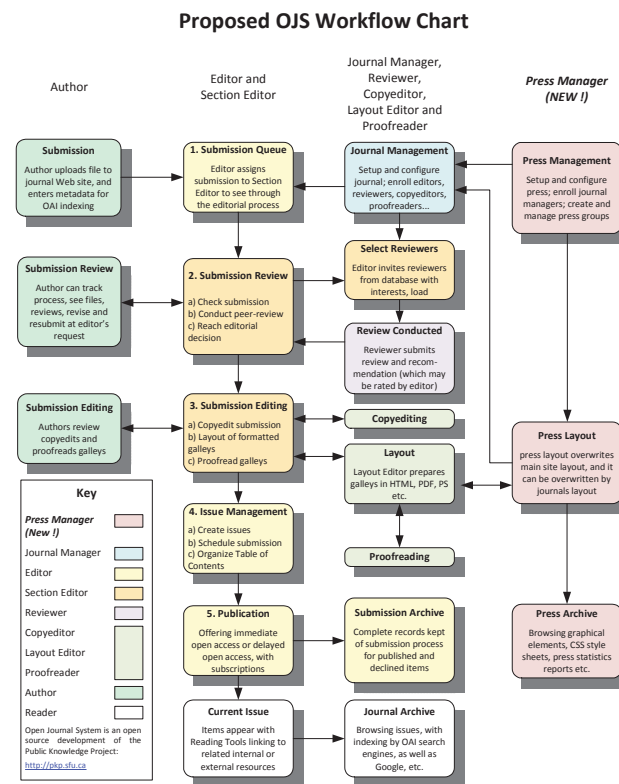 Proposed OJS Workflow Chart
Author
Editor and
Section Editor
Journal Manager,
Reviewer,
Copyeditor,
Layout Editor and
Proofreader
Press Manager
(NEW !)
Submission
Author uploads file to
journal Web site, and
enters metadata for
OAI indexing
1. Submission Queue
Editor assigns
submission to Section
Editor to see through
the editorial process
Journal Management
Setup and configure
journal; enroll editors,
reviewers, copyeditors,
proofreaders...
Press Management
Setup and configure
press; enroll journal
managers; create and
manage press groups
Submission Review
Author can track
process, see files,
reviews, revise and
resubmit at editor's
request
2. Submission Review
a) Check submission
b) Conduct peer-review
c) Reach editorial
decision
Select Reviewers
Editor invites reviewers
from database with
interests, load
Review Conducted
Reviewer submits
review and recom-
mendation (which may
be rated by editor)
Submission Editing
Authors review
copyedits and
proofreads galleys
3. Submission Editing
a) Copyedit submission
b) Layout of formatted
galleys
c) Proofread galleys
Copyediting
Layout
Layout Editor prepares
galleys in HTML, PDF, PS
etc.
Press Layout
press layout overwrites
main site layout, and it
can be overwritten by
journals layout
4. Issue Management
a) Create issues
b) Schedule submission
c) Organize Table of
Contents
Proofreading
5. Publication
Offering immediate
open access or delayed
open access, with
subscriptions
Submission Archive
Complete records kept
of submission process
for published and
declined items
Press Archive
Browsing graphical
elements, CSS style
sheets, press statistics
reports etc.
Current Issue
Items appear with
Reading Tools linking to
related internal or
external resources
Journal Archive
Browsing issues, with
indexing by OAI search
engines, as well as
Google, etc.
Key
Press Manager
(New !)
Journal Manager
Editor
Section Editor
Reviewer
Copyeditor
Layout Editor
Proofreader
Author
Reader
Open Journal System is an open
source development of the
Public Knowledge Project:
http://pkp.sfu.ca